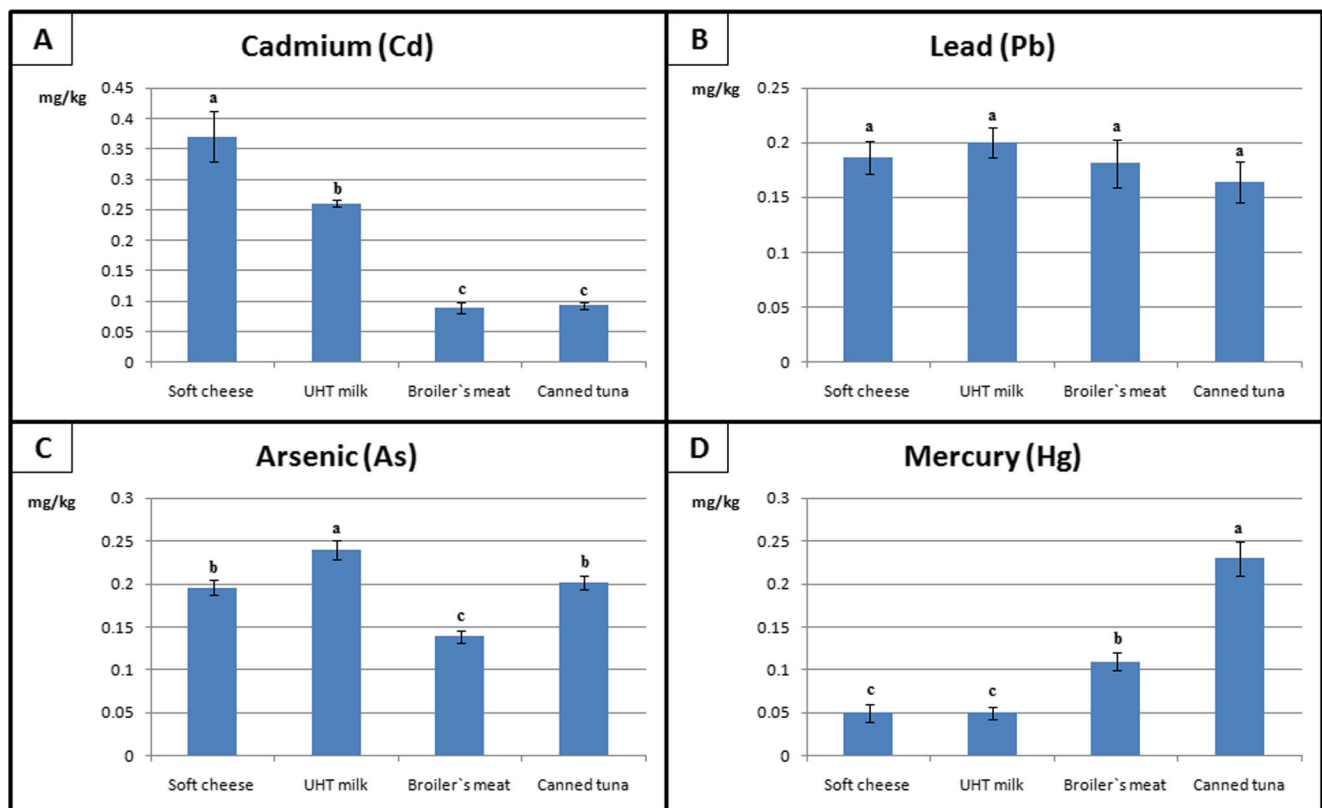 A
Cadmium (Cd)
mg/kg
0.45
0.4
0.35
0.3
0.25
0.2
0.15
0.1
0.05
0
a
b
c
c
Soft cheese UHT milk Broiler`s meat Canned tuna
B
Lead (Pb)
mg/kg
0.25
0.2
0.15
0.1
0.05
0
a
a
a
a
Soft cheese UHT milk Broiler`s meat Canned tuna
C
Arsenic (As)
mg/kg
0.3
0.25
0.2
0.15
0.1
0.05
0
b
a
c
b
Soft cheese UHT milk Broiler`s meat Canned tuna
D
Mercury (Hg)
mg/kg
0.3
0.25
0.2
0.15
0.1
0.05
0
c
c
b
a
Soft cheese UHT milk Broiler`s meat Canned tuna